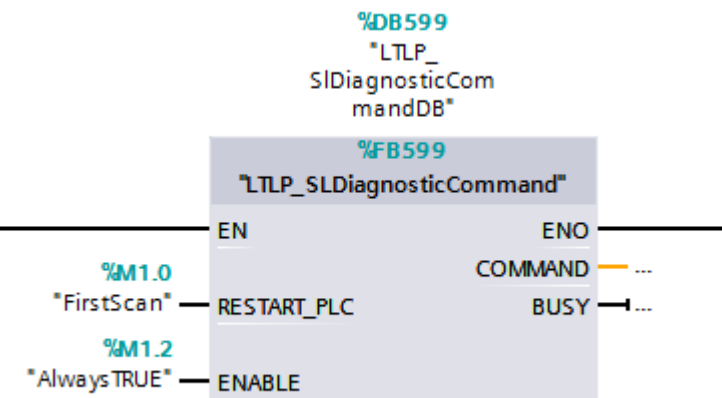 %DB599
"LTLP_
SlDiagnosticCom
mandDB"
%FB599
"LTLP_SLDiagnosticCommand"
EN ENO
COMMAND ...
%M1.0
"FirstScan" RESTART_PLC BUSY ...
%M1.2
"AlwaysTRUE" ENABLE